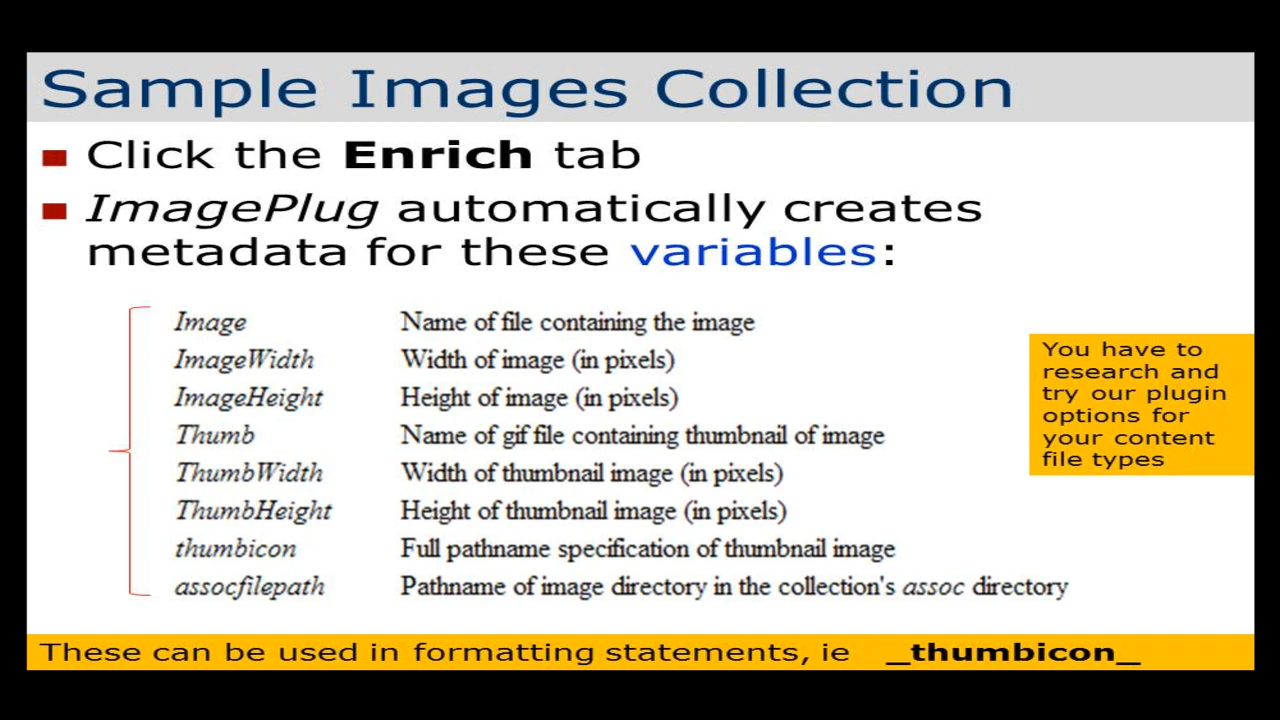 Sample Images Collection
Click the Enrich tab
ImagePlug automatically creates
metadata for these variables:
Image Name of file containing the image
ImageWidth Width of image (in pixels)
ImageHeight Height of image (in pixels)
Thumb Name of gif file containing thumbnail of image
ThumbWidth Width of thumbnail image (in pixels)
ThumbHeight Height of thumbnail image (in pixels)
thumbicon Full pathname specification of thumbnail image
assocfilepath Pathname of image directory in the collection's assoc directory
You have to
research and
try our plugin
options for
your content
file types
These can be used in formatting statements, ie _thumbicon_